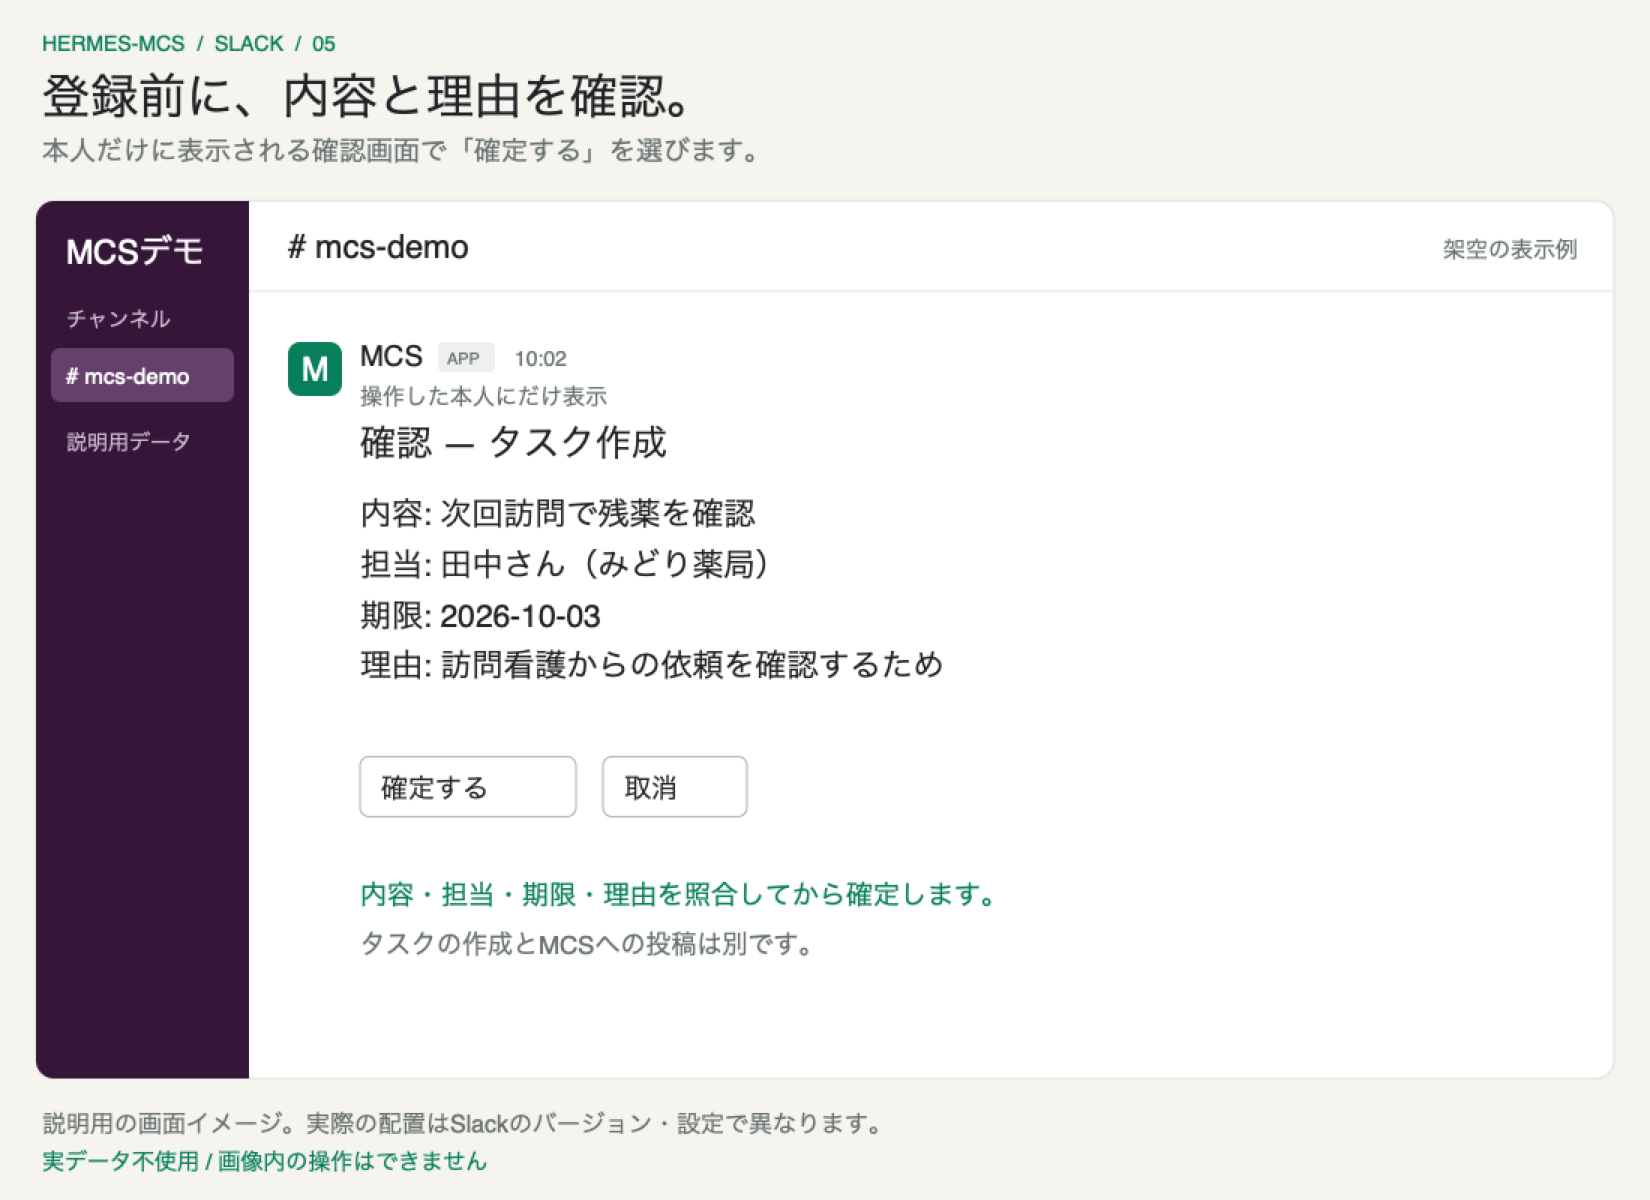 HERMES-MCS / SLACK / 05
登録前に、内容と理由を確認。
本人だけに表示される確認画面で「確定する」を選びます。
MCSデモ
チャンネル
# mcs-demo
説明用データ
# mcs-demo
架空の表示例
M
MCS APP 10:02
操作した本人にだけ表示
確認 — タスク作成
内容: 次回訪問で残薬を確認
担当: 田中さん（みどり薬局）
期限: 2026-10-03
理由: 訪問看護からの依頼を確認するため
確定する
取消
内容・担当・期限・理由を照合してから確定します。
タスクの作成とMCSへの投稿は別です。
説明用の画面イメージ。実際の配置はSlackのバージョン・設定で異なります。
実データ不使用 / 画像内の操作はできません